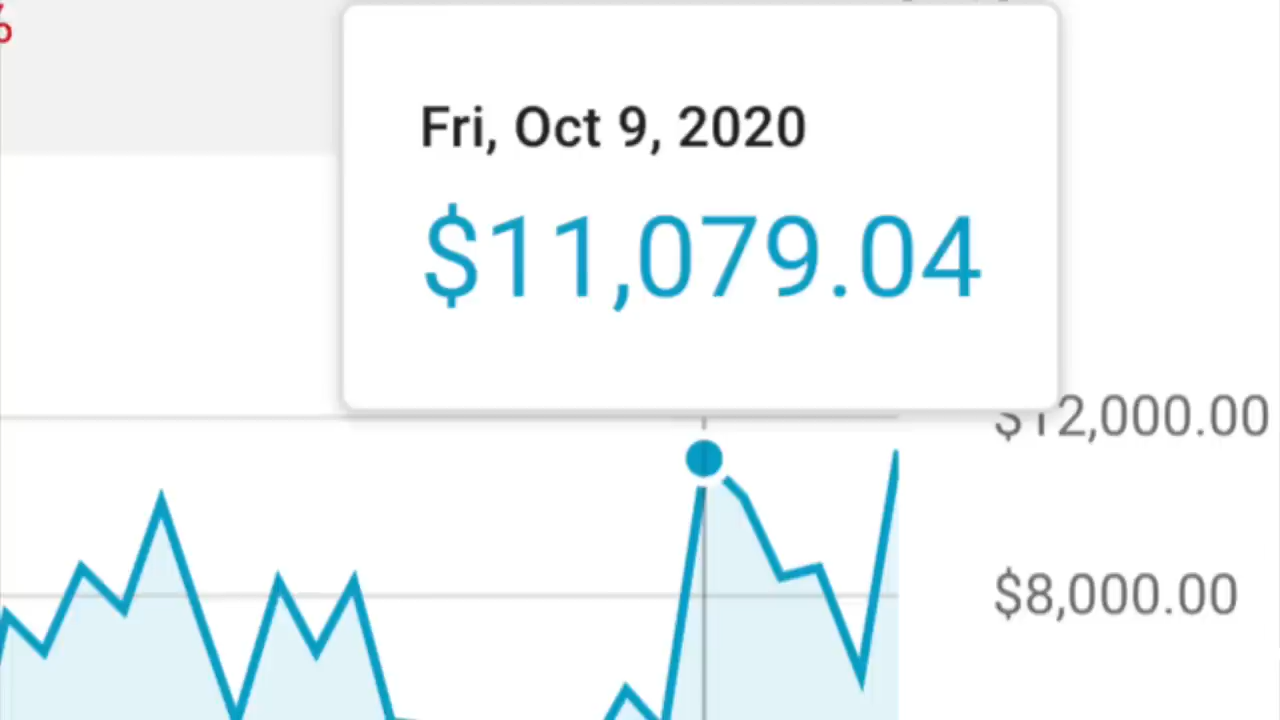 %
Fri, Oct 9, 2020
$11,079.04
$12,000.00
$8,000.00